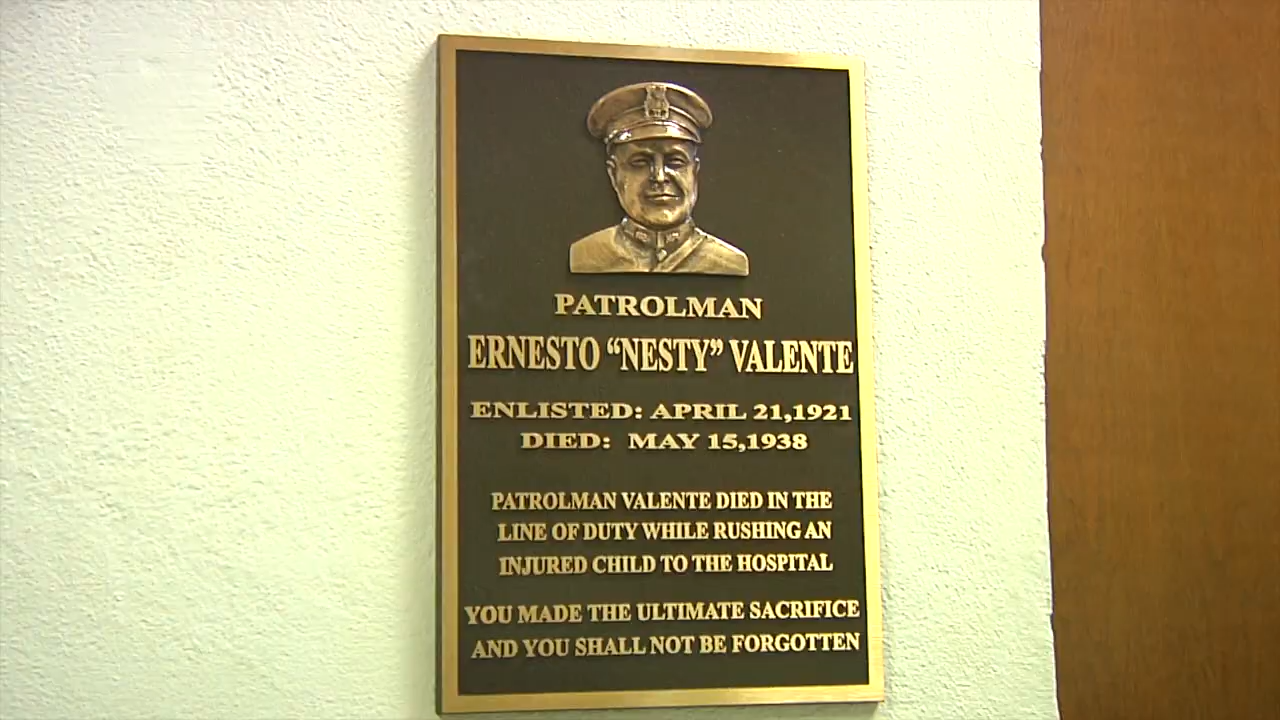 PATROLMAN
ERNESTO “NESTY” VALENTE
ENLISTED: APRIL 21,1921
DIED: MAY 15,1938
PATROLMAN VALENTE DIED IN THE
LINE OF DUTY WHILE RUSHING AN
INJURED CHILD TO THE HOSPITAL
YOU MADE THE ULTIMATE SACRIFICE
AND YOU SHALL NOT BE FORGOTTEN